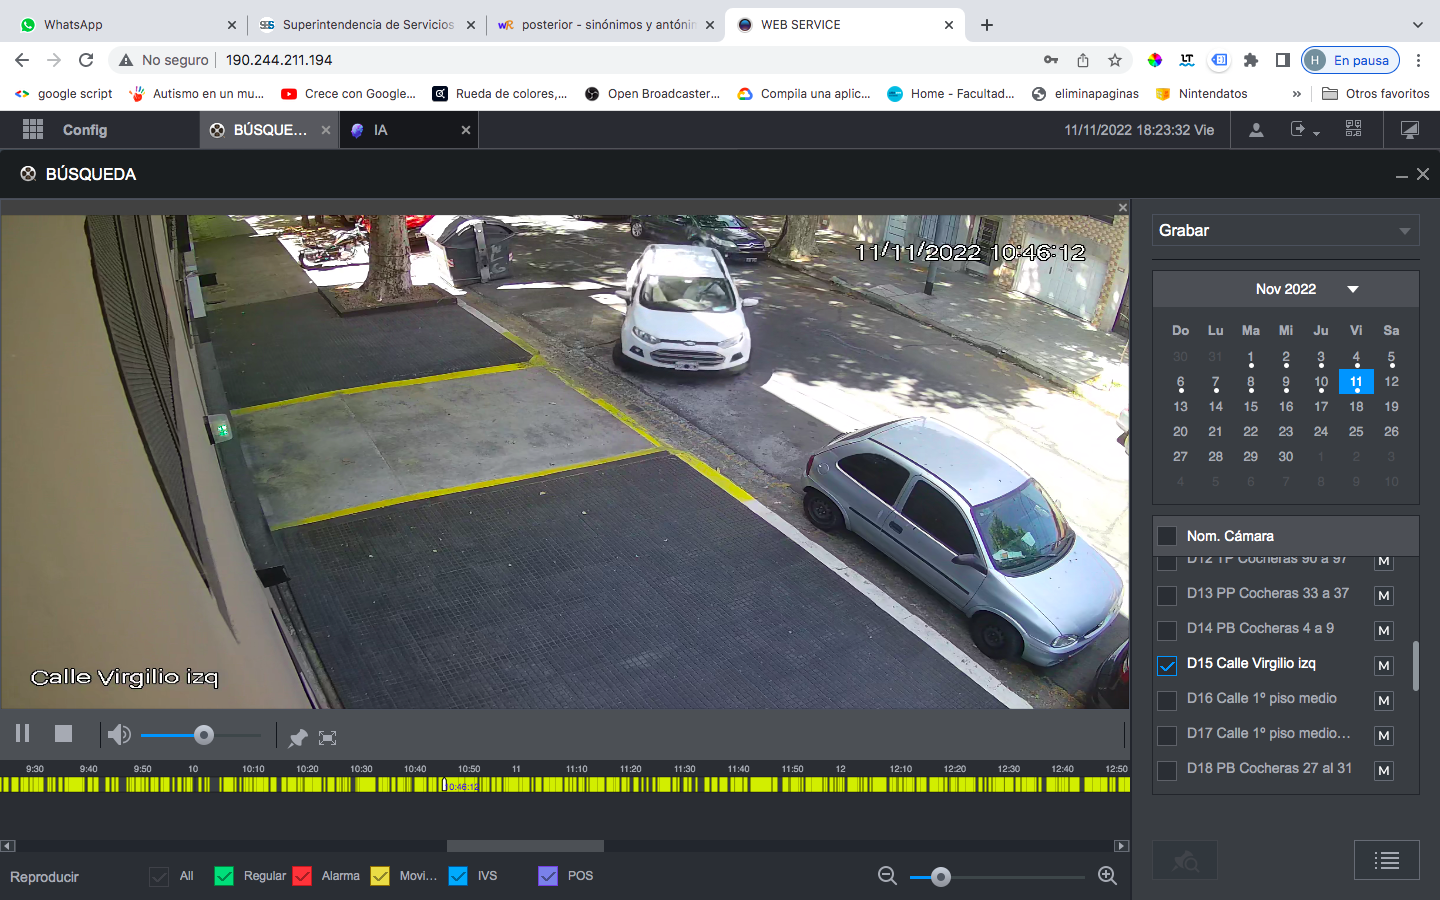 WhatsApp
Superintendencia de Servicios
posterior - sinónimos y antónin
WEB SERVICE
No seguro
190.244.211.194
H
En pausa
google script
Autismo en un mu...
Crece con Google...
Rueda de colores,...
Open Broadcaster...
Compila una aplic...
Home - Facultad...
eliminapaginas
Nintendatos
»
Otros favoritos
Config
BÚSQUE...
IA
11/11/2022 18:23:32 Vie
BÚSQUEDA
11/11/2022 10:46:12
Calle Virgilio izq
Grabar
Nov 2022
Do Lu Ma Mi Ju Vi Sa
30 31 1 2 3 4 5
6 7 8 9 10 11 12
13 14 15 16 17 18 19
20 21 22 23 24 25 26
27 28 29 30 1 2 3
4 5 6 7 8 9 10
Nom. Cámara
D12 TP Cocheras 90 a 97 M
D13 PP Cocheras 33 a 37 M
D14 PB Cocheras 4 a 9 M
D15 Calle Virgilio izq M
D16 Calle 1º piso medio M
D17 Calle 1º piso medio... M
D18 PB Cocheras 27 al 31 M
9:30 9:40 9:50 10 10:10 10:20 10:30 10:40 10:50 11 11:10 11:20 11:30 11:40 11:50 12 12:10 12:20 12:30 12:40 12:50
0:46:12
Reproducir
All
Regular
Alarma
Movi...
IVS
POS